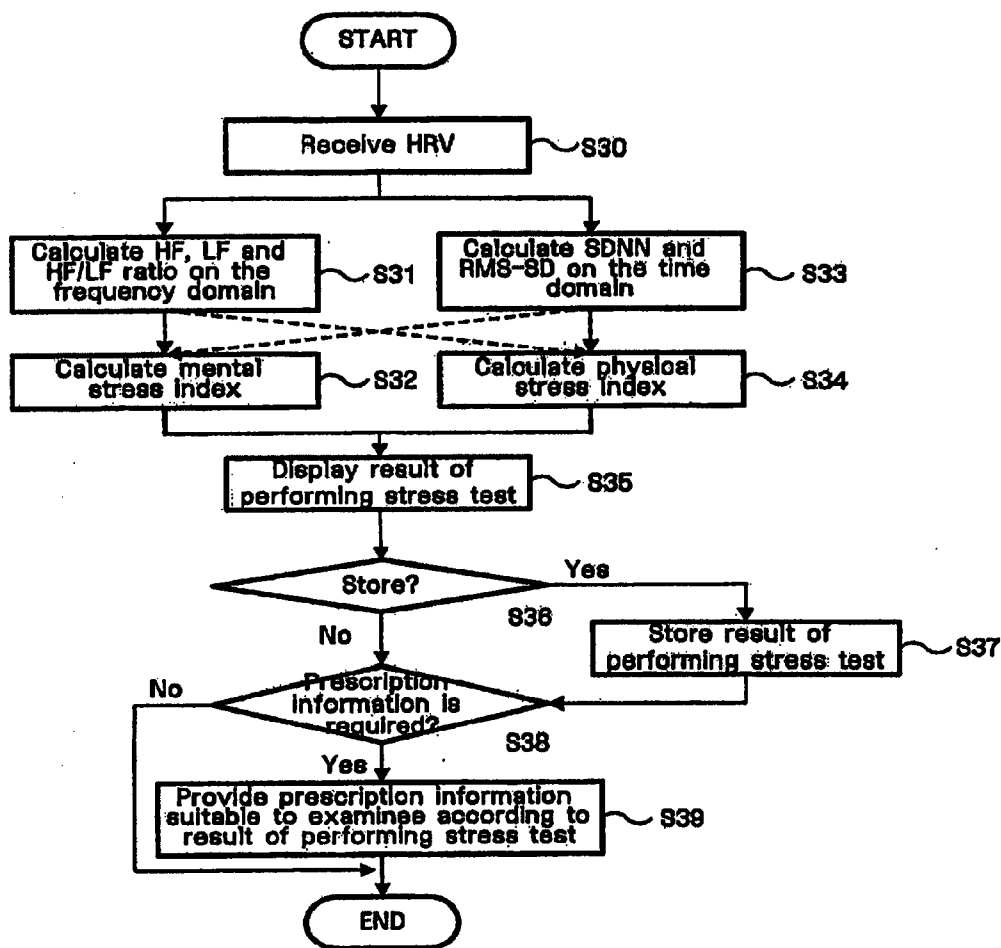 START
Receive HRV
S30
Calculate HF, LF and
HF/LF ratio on the
frequency domain
S31
Calculate SDNN and
RMS-SD on the time
domain
S33
Calculate mental
stress index
S32
Calculate physical
stress index
S34
Display result of
performing stress test
S35
Store?
Yes
S36
No
Store result of
performing stress test
S37
No
Prescription
information is
required?
S38
Yes
Provide prescription information
suitable to examinee according to
result of performing stress test
S39
END